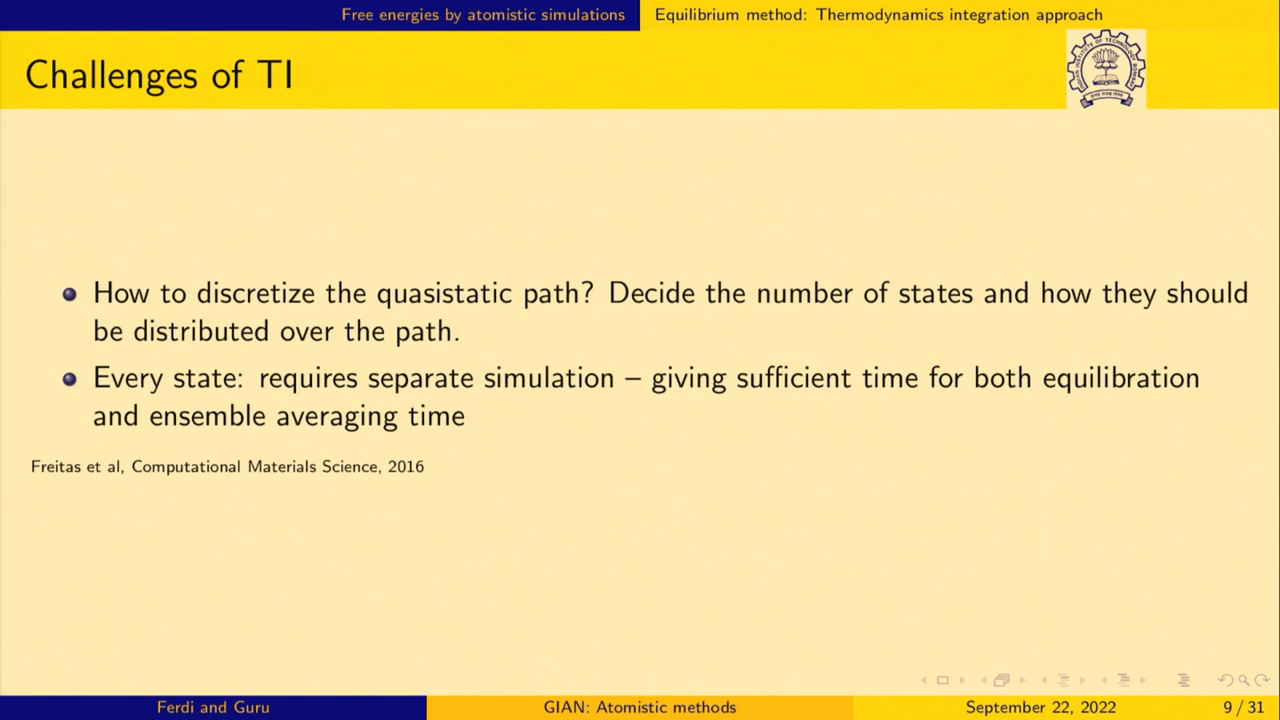 Free energies by atomistic simulations Equilibrium method: Thermodynamics integration approach
Challenges of TI
How to discretize the quasistatic path? Decide the number of states and how they should
be distributed over the path.
Every state: requires separate simulation – giving sufficient time for both equilibration
and ensemble averaging time
Freitas et al, Computational Materials Science, 2016
Ferdi and Guru GIAN: Atomistic methods September 22, 2022 9 / 31